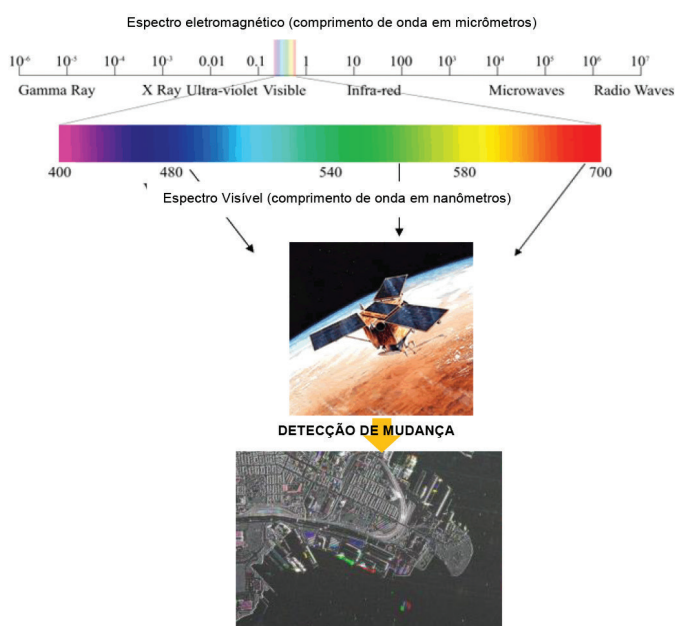 Espectro eletromagnético (comprimento de onda em micrômetros)
10⁻⁶ 10⁻⁵ 10⁻⁴ 10⁻³ 0,01 0.1 1 10 100 10³ 10⁴ 10⁵ 10⁶ 10⁷
Gamma Ray X Ray Ultra-violet Visible Infra-red Microwaves Radio Waves
400 480 540 580 700
Espectro Visível (comprimento de onda em nanômetros)
DETECÇÃO DE MUDANÇA